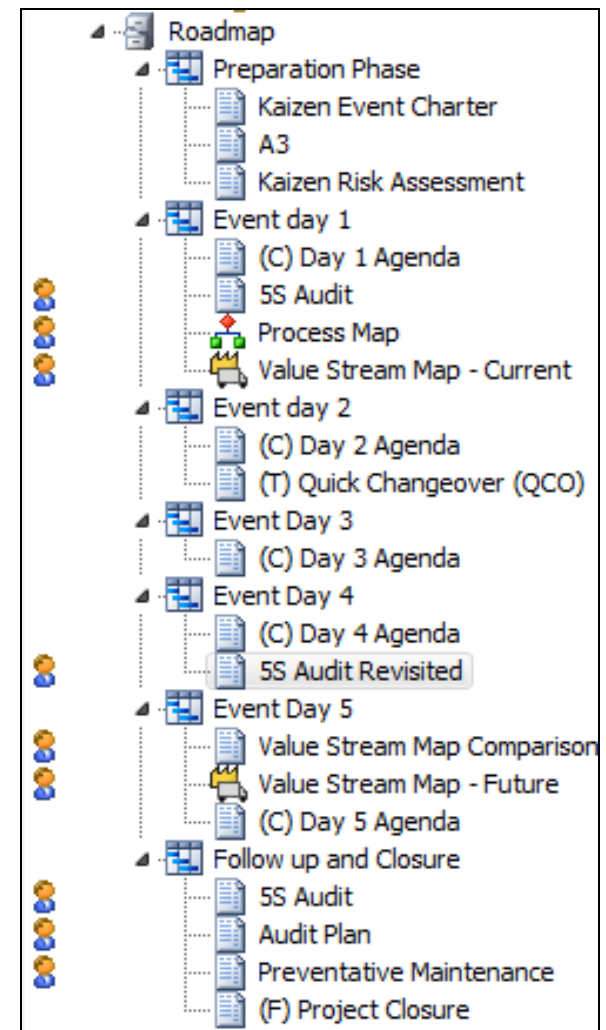 Roadmap
Preparation Phase
Kaizen Event Charter
A3
Kaizen Risk Assessment
Event day 1
(C) Day 1 Agenda
5S Audit
Process Map
Value Stream Map - Current
Event day 2
(C) Day 2 Agenda
(T) Quick Changeover (QCO)
Event Day 3
(C) Day 3 Agenda
Event Day 4
(C) Day 4 Agenda
5S Audit Revisited
Event Day 5
Value Stream Map Comparison
Value Stream Map - Future
(C) Day 5 Agenda
Follow up and Closure
5S Audit
Audit Plan
Preventative Maintenance
(F) Project Closure